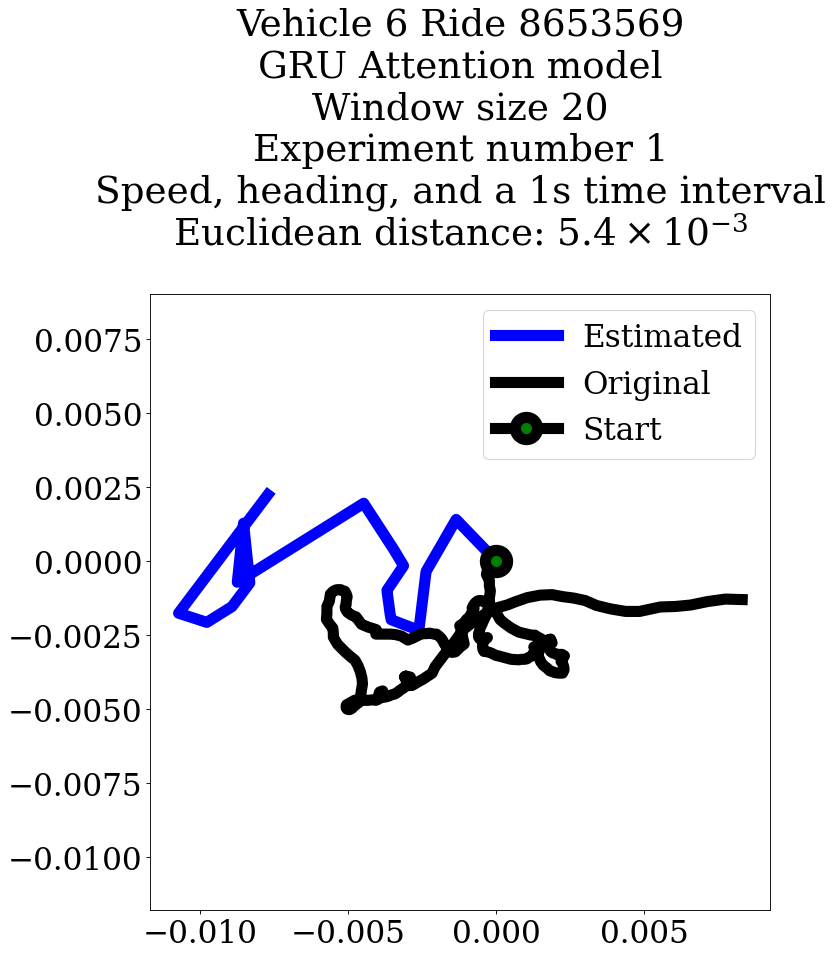 Vehicle 6 Ride 8653569
GRU Attention model
Window size 20
Experiment number 1
Speed, heading, and a 1s time interval
Euclidean distance: 5.4 × 10⁻³
Estimated
Original
Start
0.0075
0.0050
0.0025
0.0000
−0.0025
−0.0050
−0.0075
−0.0100
−0.010 −0.005 0.000 0.005